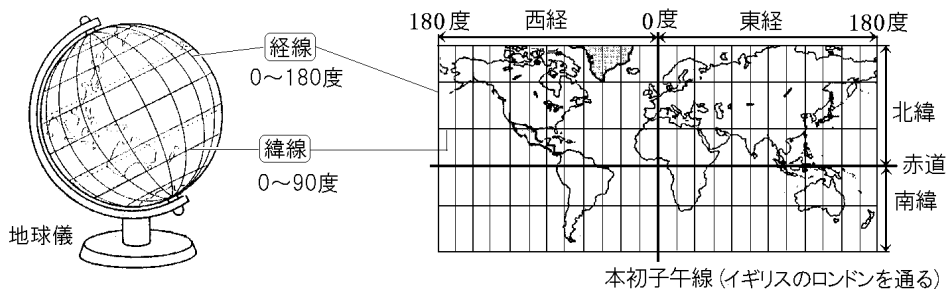 180度 西経 0度 東経 180度
経線
0～180度
緯線
0～90度
地球儀
北緯
赤道
南緯
本初子午線(イギリスのロンドンを通る)